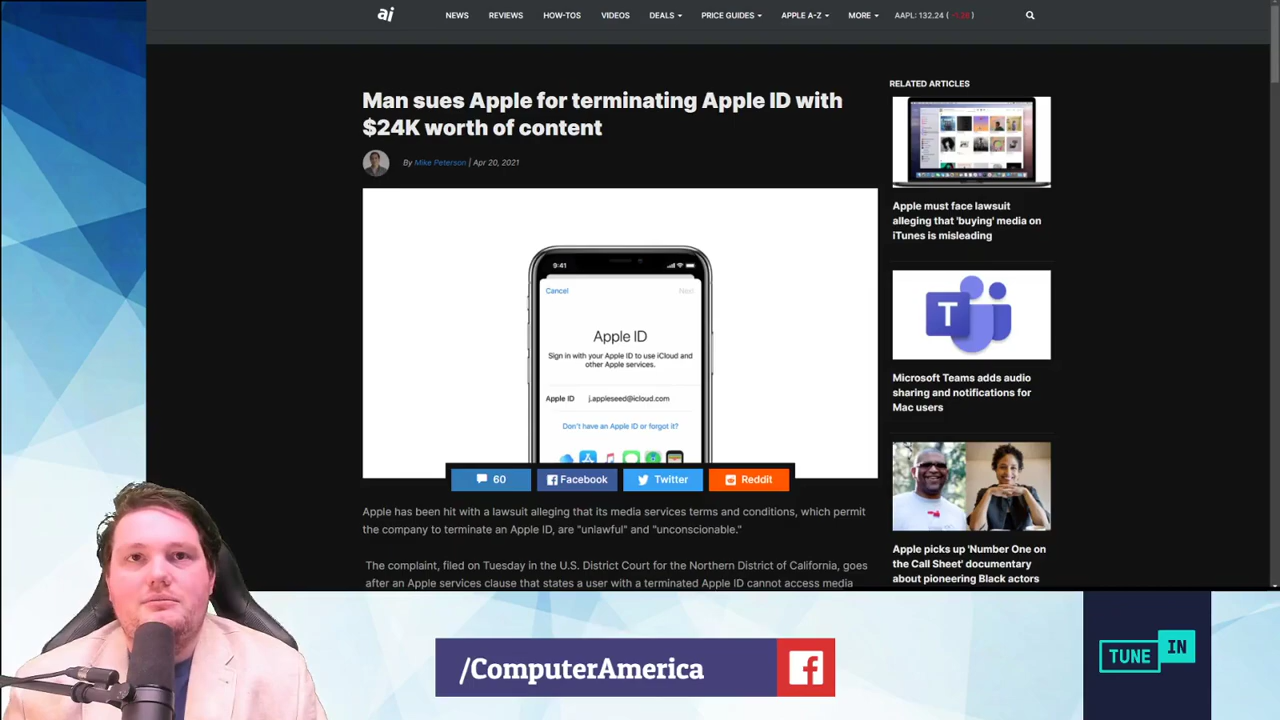 ai
NEWS
REVIEWS
HOW-TOS
VIDEOS
DEALS
PRICE GUIDES
APPLE A-Z
MORE
AAPL: 132.24 ( -1.28 )
Man sues Apple for terminating Apple ID with
$24K worth of content
By Mike Peterson | Apr 20, 2021
9:41
Cancel
Next
Apple ID
Sign in with your Apple ID to use iCloud and
other Apple services.
Apple ID j.appleseed@icloud.com
Don't have an Apple ID or forgot it?
60
Facebook
Twitter
Reddit
Apple has been hit with a lawsuit alleging that its media services terms and conditions, which permit
the company to terminate an Apple ID, are "unlawful" and "unconscionable."
The complaint, filed on Tuesday in the U.S. District Court for the Northern District of California, goes
after an Apple services clause that states a user with a terminated Apple ID cannot access media
RELATED ARTICLES
Apple must face lawsuit
alleging that 'buying' media on
iTunes is misleading
T
Microsoft Teams adds audio
sharing and notifications for
Mac users
Apple picks up 'Number One on
the Call Sheet' documentary
about pioneering Black actors
/ComputerAmerica
TUNE IN